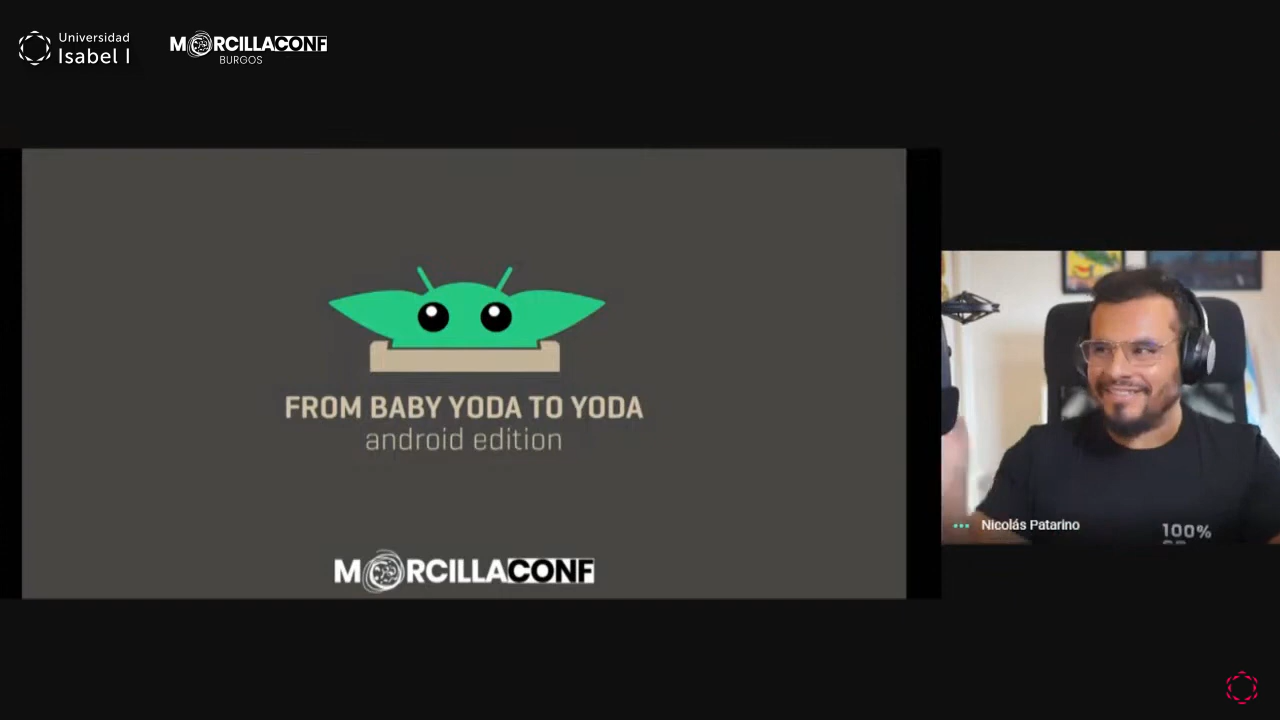 Universidad
Isabel I
MORCILLACONF
BURGOS
FROM BABY YODA TO YODA
android edition
MORCILLACONF
Nicolás Patarino
100%